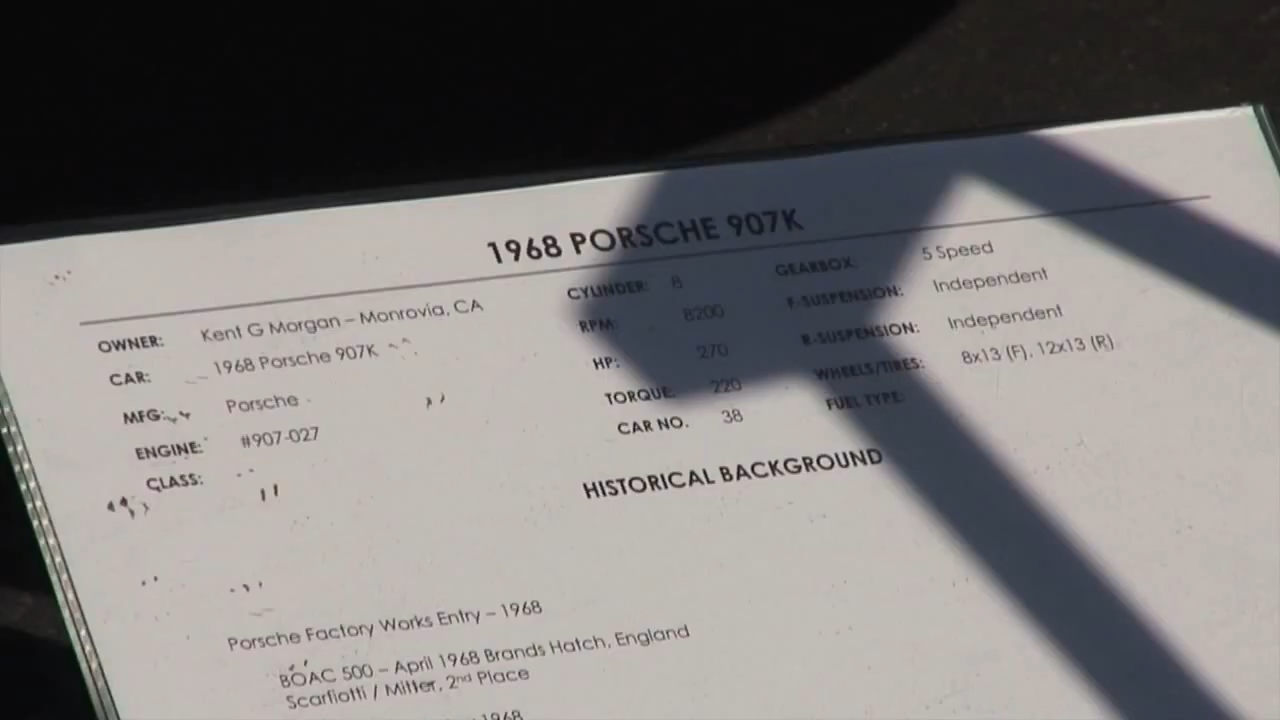 1968 PORSCHE 907K
OWNER: Kent G Morgan – Monrovia, CA
CAR: 1968 Porsche 907K
MFG: Porsche
ENGINE: #907-027
GLASS:
CYLINDER: 8
RPM: 8200
HP: 270
TORQUE: 220
CAR NO. 38
GEARBOX: 5 Speed
F-SUSPENSION: Independent
R-SUSPENSION: Independent
WHEELS/TIRES: 8x13 (F), 12x13 (R)
FUEL TYPE:
HISTORICAL BACKGROUND
Porsche Factory Works Entry – 1968
BOAC 500 – April 1968 Brands Hatch, England
Scarfiotti / Mitter, 2nd Place
1968